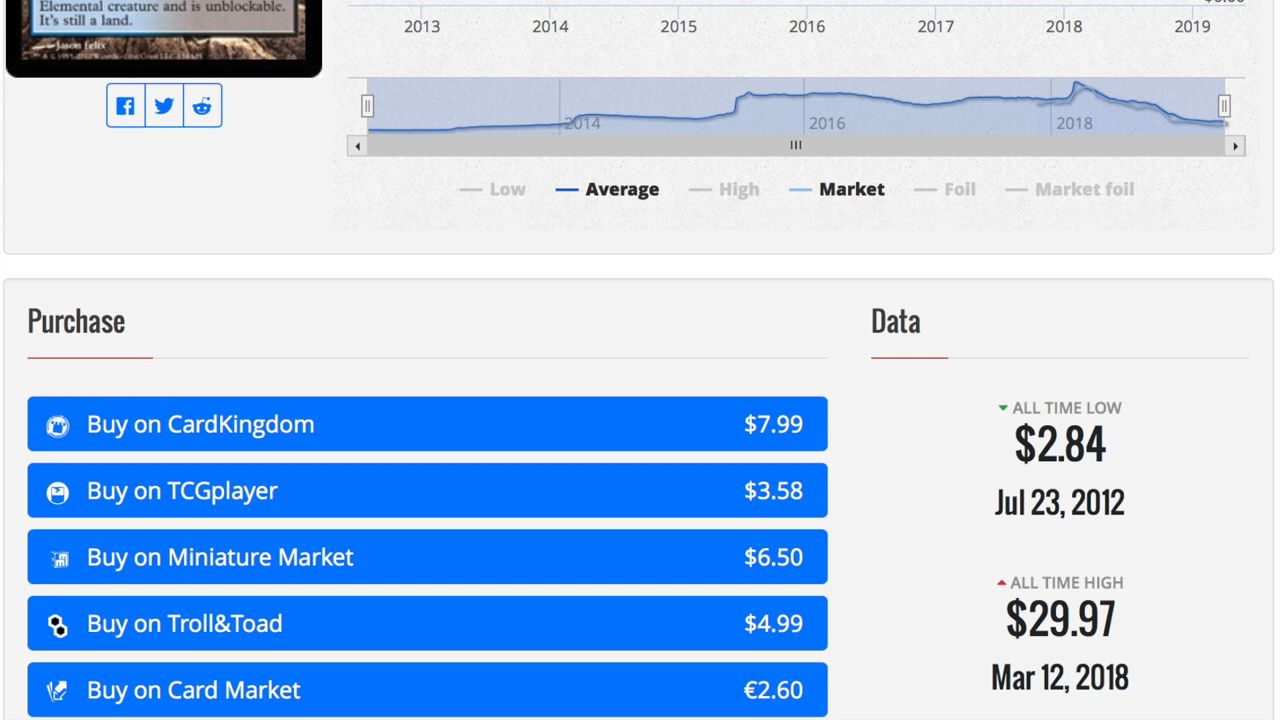 Elemental creature and is unblockable.
It's still a land.
Jason Felix
2013
2014
2015
2016
2017
2018
2019
2014
2016
2018
Low
Average
High
Market
Foil
Market foil
Purchase
Data
Buy on CardKingdom
$7.99
Buy on TCGplayer
$3.58
Buy on Miniature Market
$6.50
Buy on Troll&Toad
$4.99
Buy on Card Market
€2.60
ALL TIME LOW
$2.84
Jul 23, 2012
ALL TIME HIGH
$29.97
Mar 12, 2018